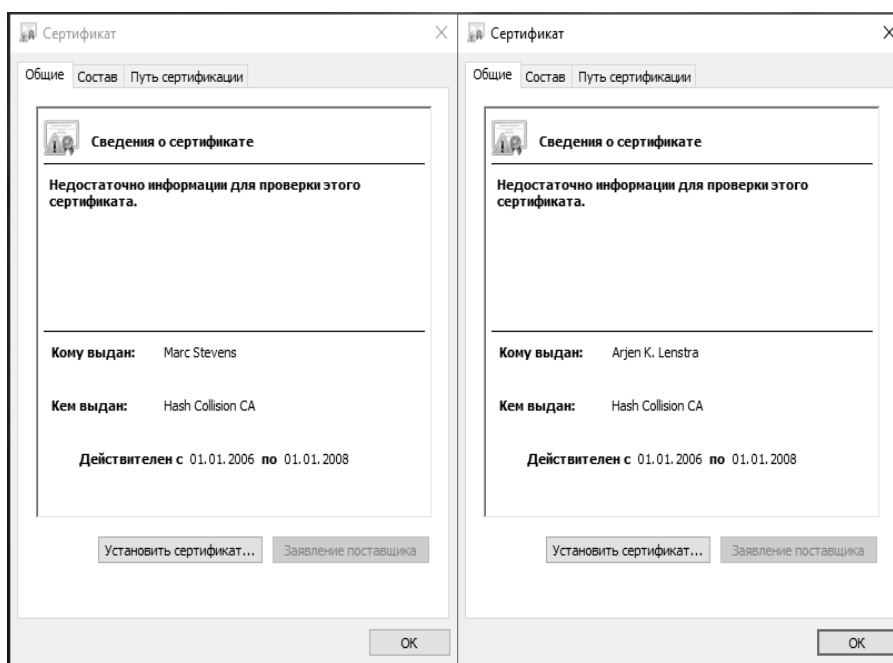 Сертификат
Общие Состав Путь сертификации
Сведения о сертификате
Недостаточно информации для проверки этого
сертификата.
Кому выдан: Marc Stevens
Кем выдан: Hash Collision CA
Действителен с 01.01.2006 по 01.01.2008
Установить сертификат... Заявление поставщика
ОК
Сертификат
Общие Состав Путь сертификации
Сведения о сертификате
Недостаточно информации для проверки этого
сертификата.
Кому выдан: Arjen K. Lenstra
Кем выдан: Hash Collision CA
Действителен с 01.01.2006 по 01.01.2008
Установить сертификат... Заявление поставщика
ОК